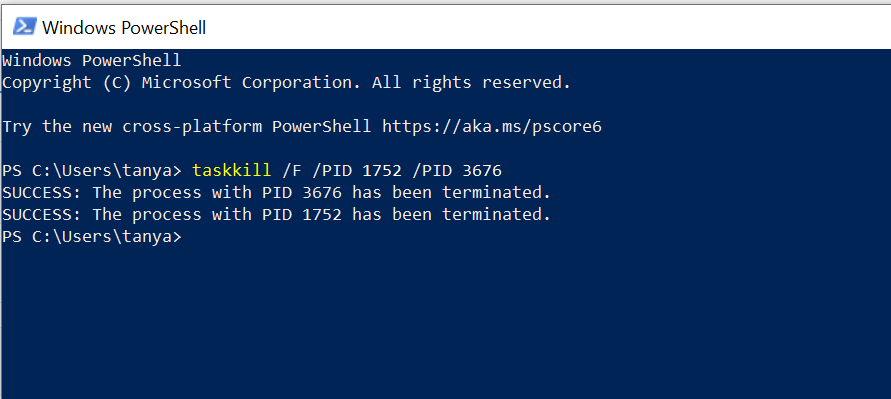 Windows PowerShell
Windows PowerShell
Copyright (C) Microsoft Corporation. All rights reserved.
Try the new cross-platform PowerShell https://aka.ms/pscore6
PS C:\Users\tanya> taskkill /F /PID 1752 /PID 3676
SUCCESS: The process with PID 3676 has been terminated.
SUCCESS: The process with PID 1752 has been terminated.
PS C:\Users\tanya>